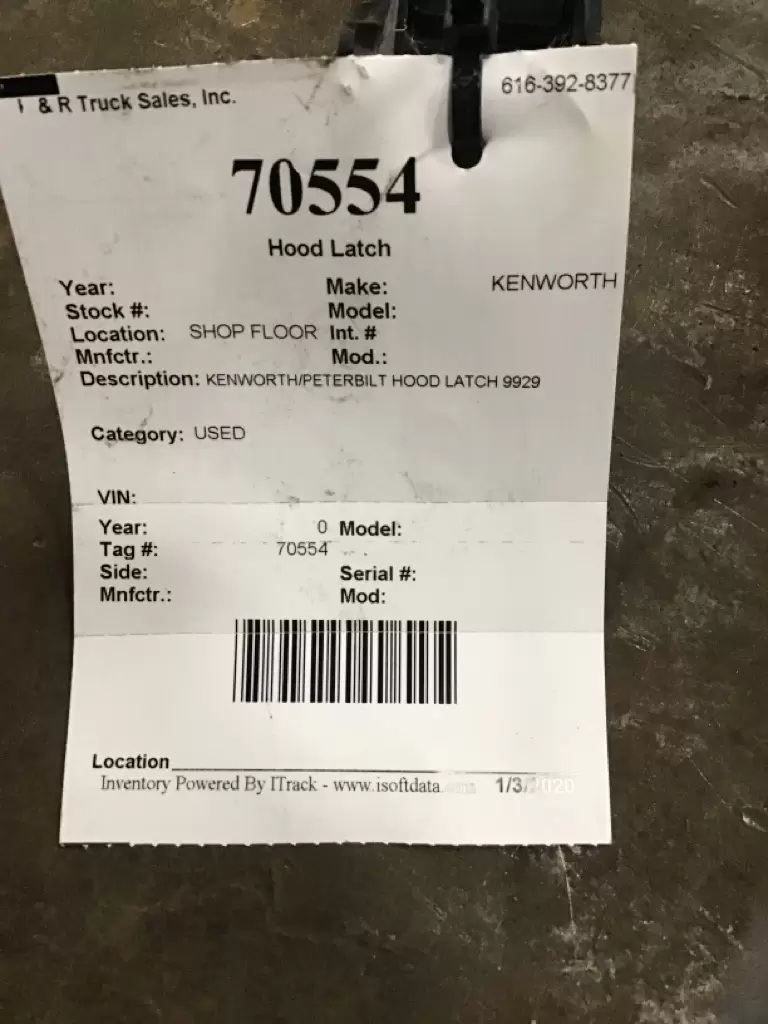 & R Truck Sales, Inc. 616-392-8377
70554
Hood Latch
Year: Make: KENWORTH
Stock #: Model:
Location: SHOP FLOOR Int. #
Mnfctr.: Mod.:
Description: KENWORTH/PETERBILT HOOD LATCH 9929
Category: USED
VIN:
Year: 0 Model:
Tag #: 70554
Side: Serial #:
Mnfctr.: Mod:
Location
Inventory Powered By ITrack - www.isoftdata.com 1/3/2020